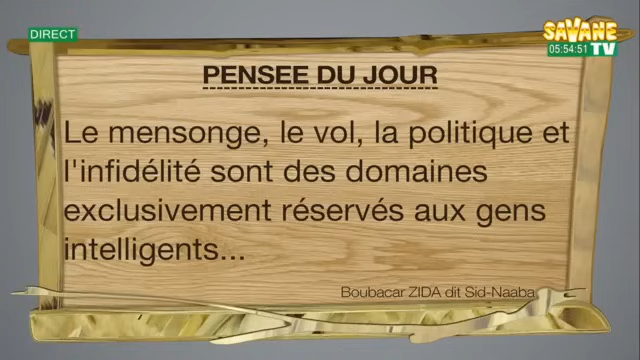 DIRECT
SAVANE
05:54:51 TV
PENSEE DU JOUR
Le mensonge, le vol, la politique et
l'infidélité sont des domaines
exclusivement réservés aux gens
intelligents...
Boubacar ZIDA dit Sid-Naaba